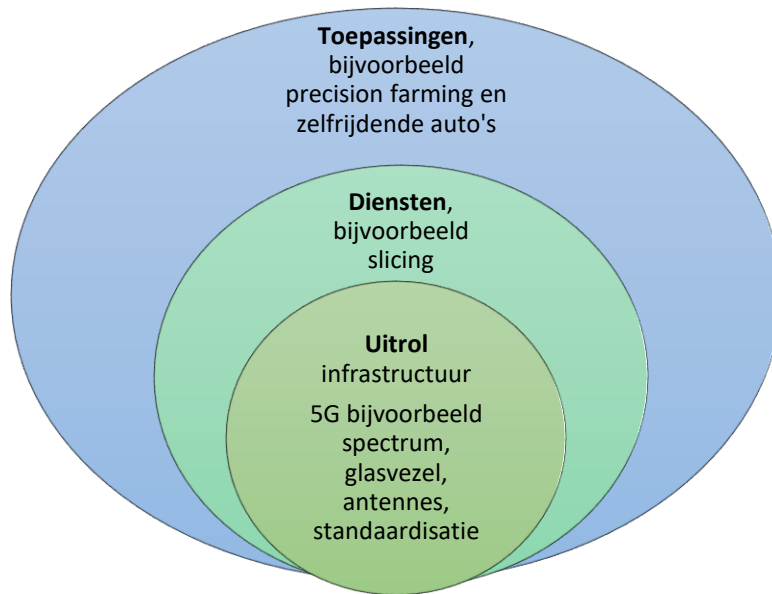 Toepassingen,
bijvoorbeeld
precision farming en
zelfrijdende auto's
Diensten,
bijvoorbeeld
slicing
Uitrol
infrastructuur
5G bijvoorbeeld
spectrum,
glasvezel,
antennes,
standaardisatie